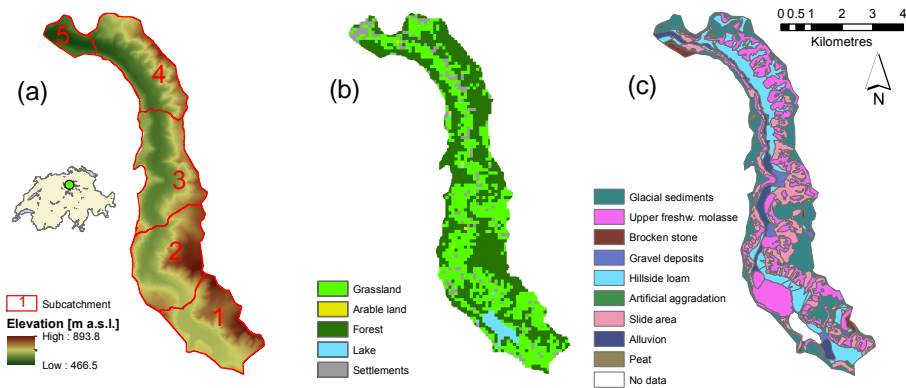 (a)
5
4
3
2
1
1 Subcatchment
Elevation [m a.s.l.]
High : 893.8
Low : 466.5
(b)
Grassland
Arable land
Forest
Lake
Settlements
(c)
0 0.5 1 2 3 4
Kilometres
N
Glacial sediments
Upper freshw. molasse
Brocken stone
Gravel deposits
Hillside loam
Artificial aggradation
Slide area
Alluvion
Peat
No data